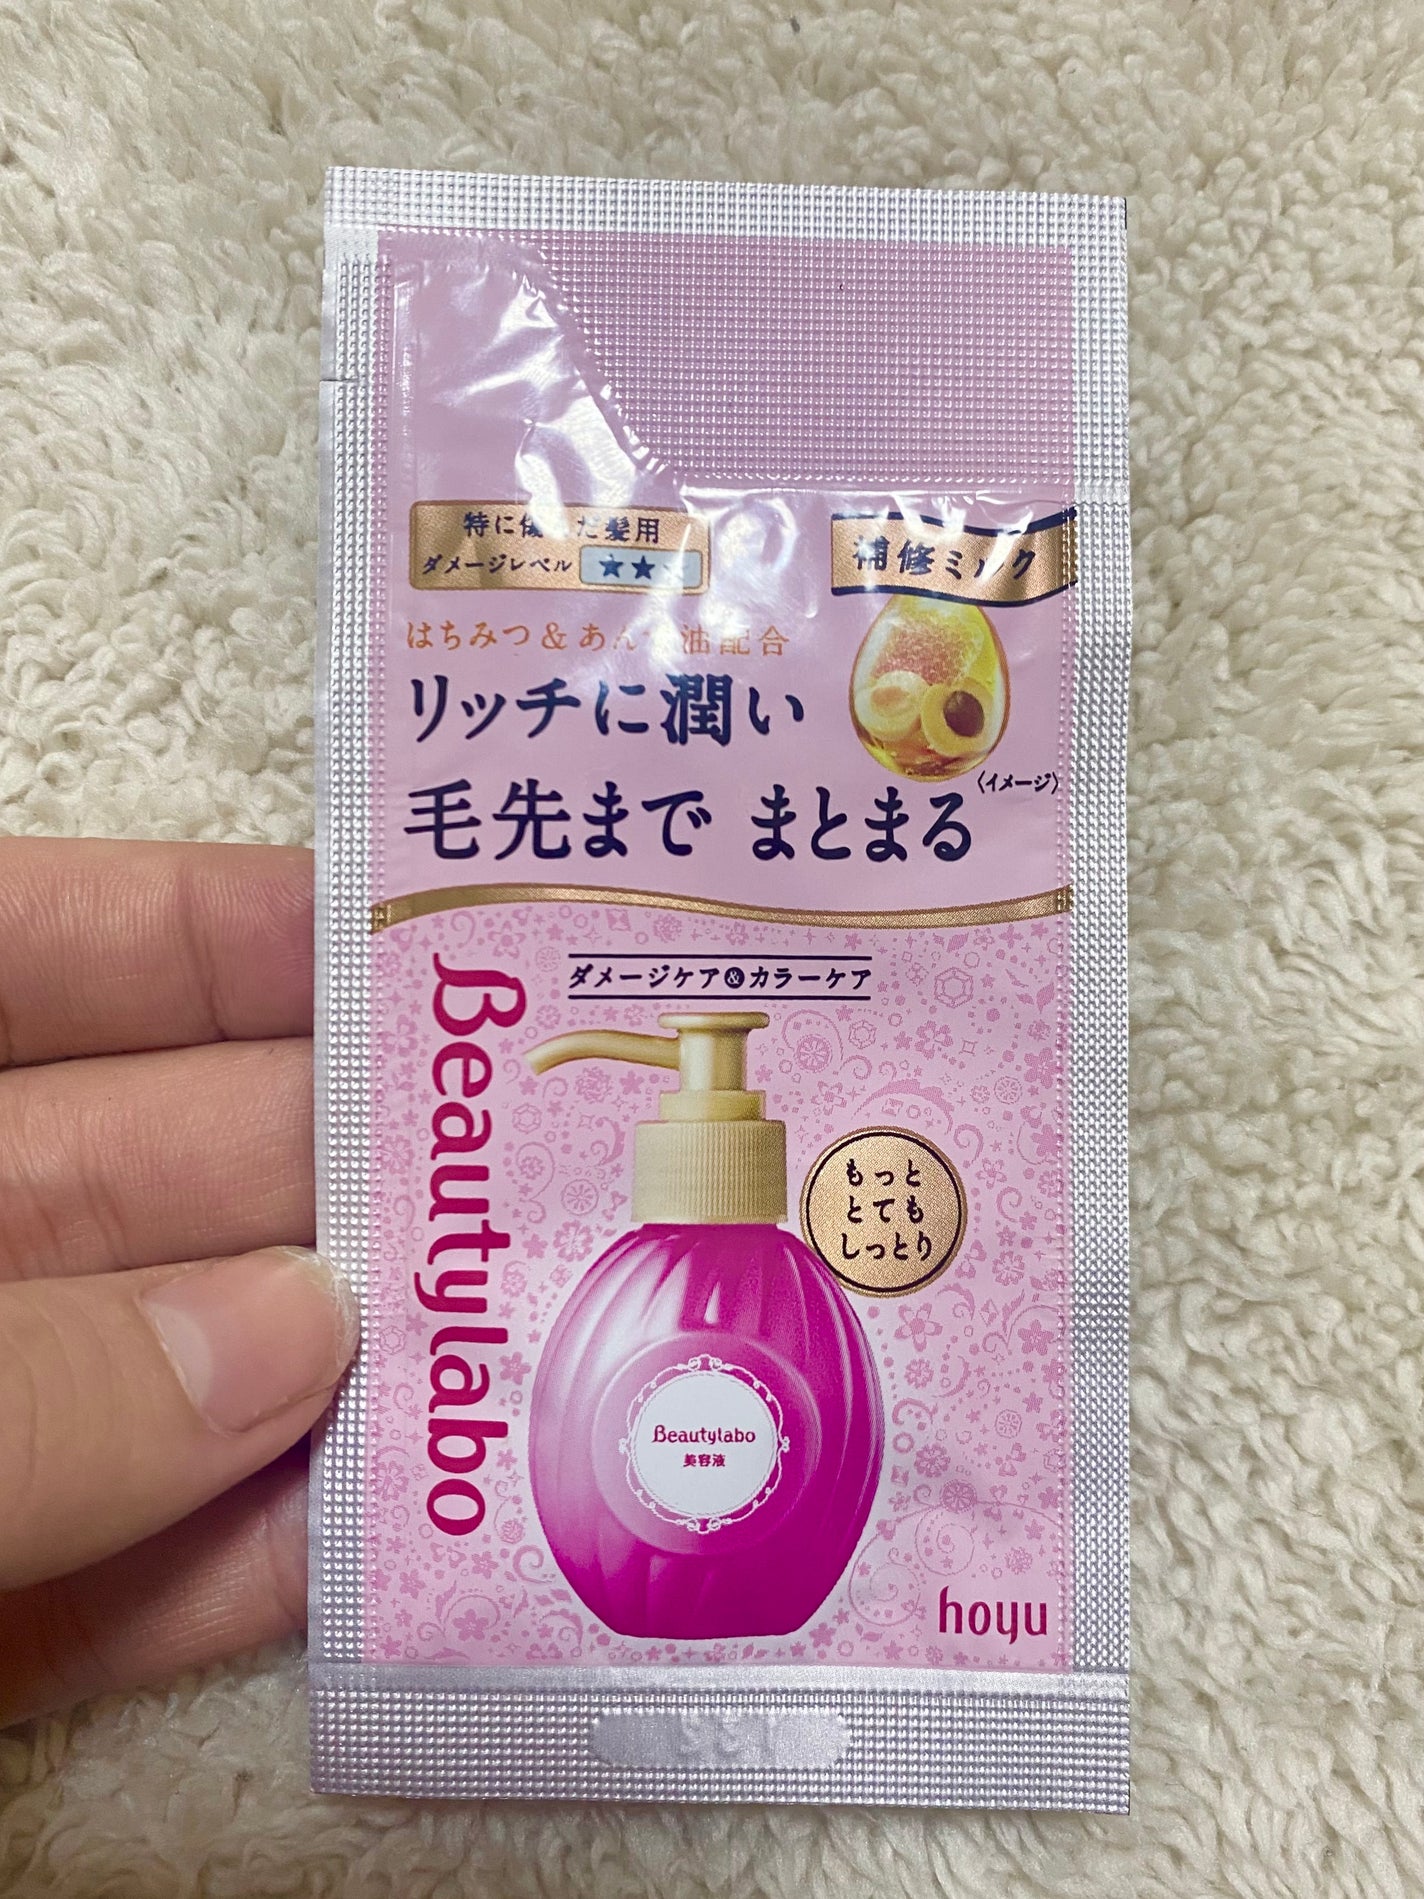 特に傷んだ髪用
ダメージレベル ★★
補修ミルク
はちみつ&あんず油配合
リッチに潤い
毛先まで まとまる
〈イメージ〉
ダメージケア&カラーケア
Beautylabo
もっと
とても
しっとり
Beautylabo
美容液
hoyu